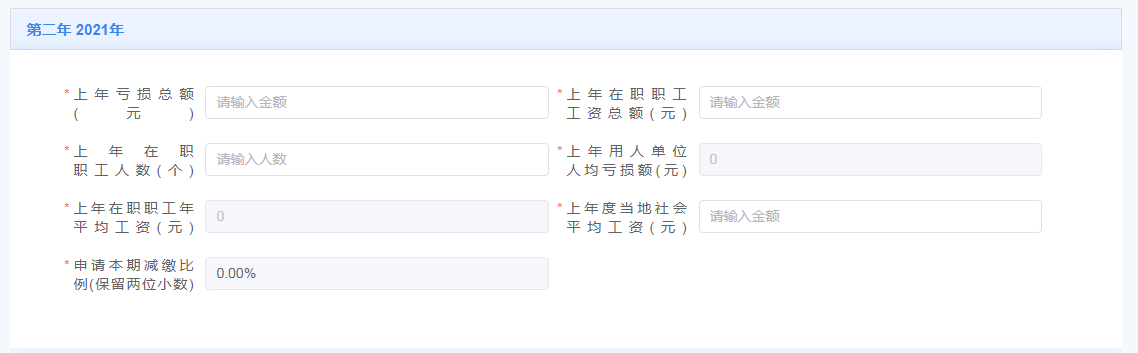 第二年 2021年
*上年亏损总额
(元)
请输入金额
*上年在职职工
工资总额(元)
请输入金额
*上年在职
职工人数(个)
请输入人数
*上年用人单位
人均亏损额(元)
0
*上年在职职工年
平均工资(元)
0
*上年度当地社会
平均工资(元)
请输入金额
*申请本期减缴比
例(保留两位小数)
0.00%